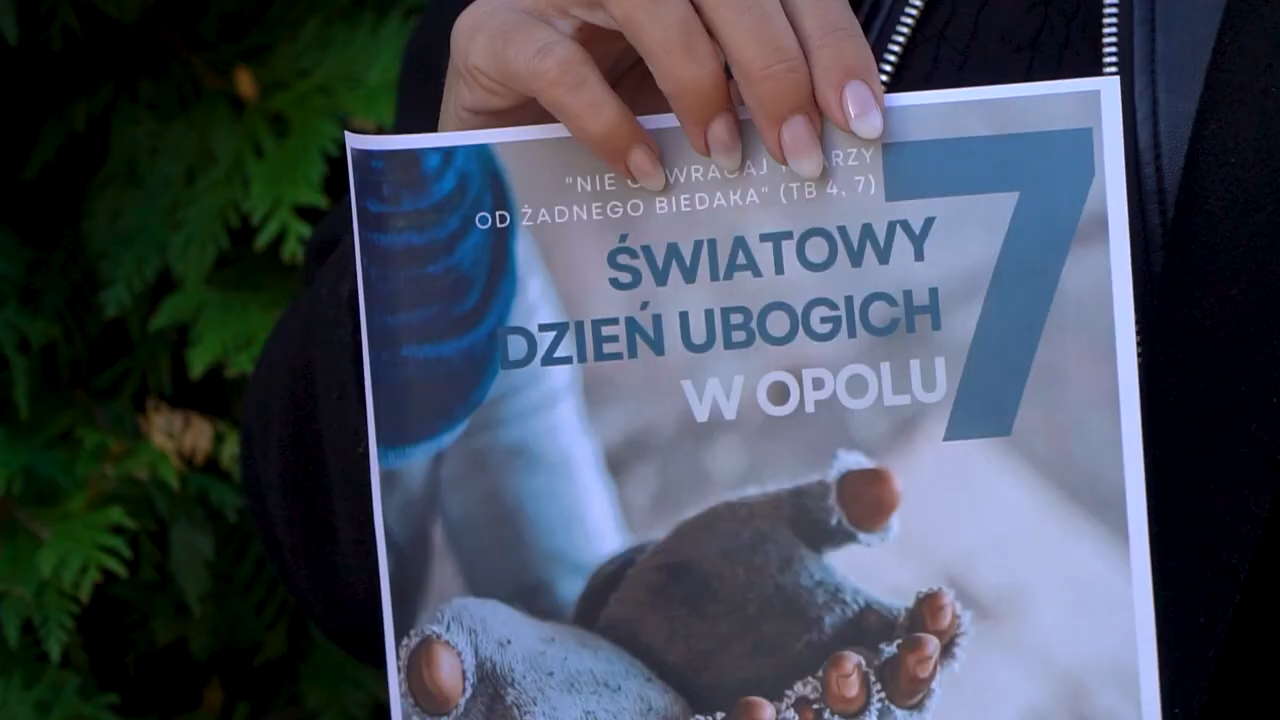 "NIE
OD ŻADNEGO BIEDAKA" (TB 4, 7)
ŚWIATOWY
DZIEŃ UBOGICH
W OPOLU
7